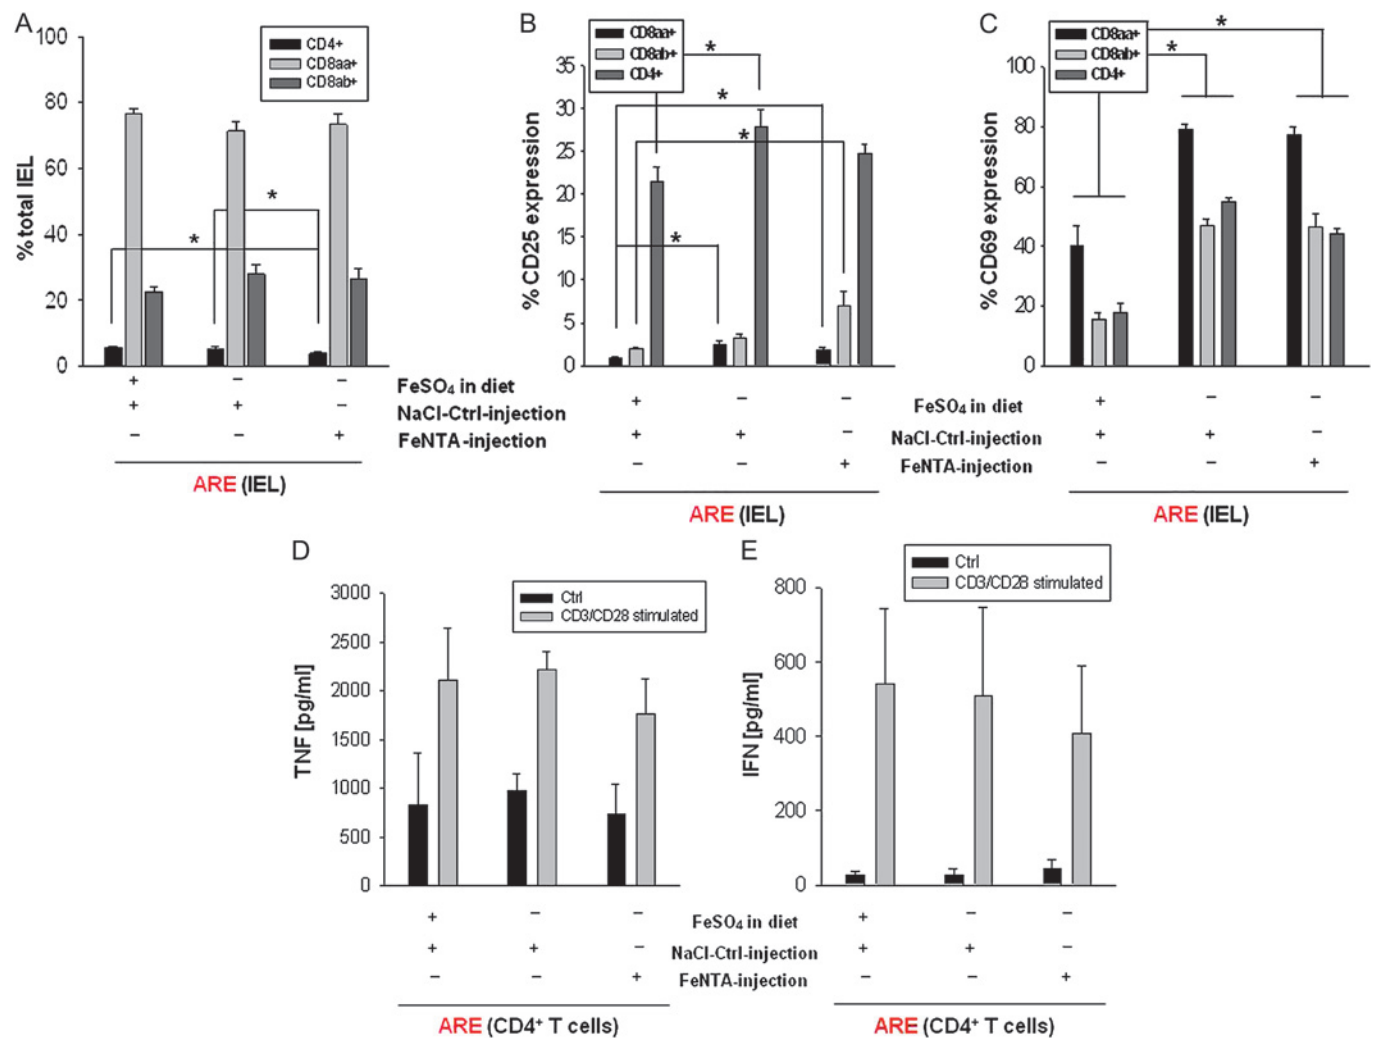 A
% total IEL
100
80
60
40
20
0
CD4+
CD8aa+
CD8ab+
*
*
+ − −
FeSO₄ in diet
+ + −
NaCl-Ctrl-injection
− − +
FeNTA-injection
ARE (IEL)
B
% CD25 expression
35
30
25
20
15
10
5
0
CD8aa+
CD8ab+
CD4+
*
*
*
*
+ − −
+ + −
− − +
ARE (IEL)
C
% CD69 expression
100
80
60
40
20
0
CD8aa+
CD8ab+
CD4+
*
*
FeSO₄ in diet
+ − −
NaCl-Ctrl-injection
+ + −
FeNTA-injection
− − +
ARE (IEL)
D
TNF [pg/ml]
3000
2500
2000
1500
1000
500
0
Ctrl
CD3/CD28 stimulated
+ − −
FeSO₄ in diet
+ + −
NaCl-Ctrl-injection
− − +
FeNTA-injection
ARE (CD4⁺ T cells)
E
IFN [pg/ml]
800
600
400
200
0
Ctrl
CD3/CD28 stimulated
+ − −
+ + −
− − +
ARE (CD4⁺ T cells)